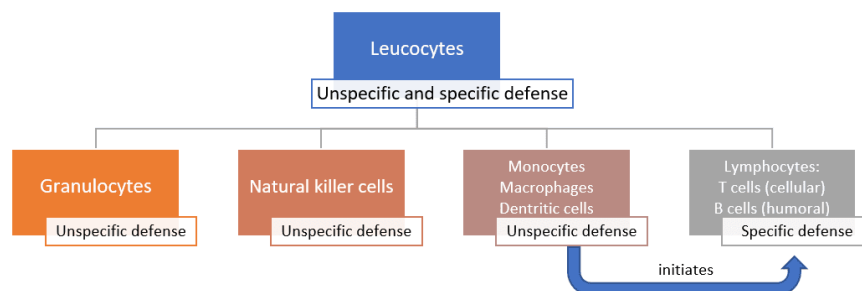 Leucocytes
Unspecific and specific defense
Granulocytes
Unspecific defense
Natural killer cells
Unspecific defense
Monocytes
Macrophages
Dentritic cells
Unspecific defense
Lymphocytes:
T cells (cellular)
B cells (humoral)
Specific defense
initiates